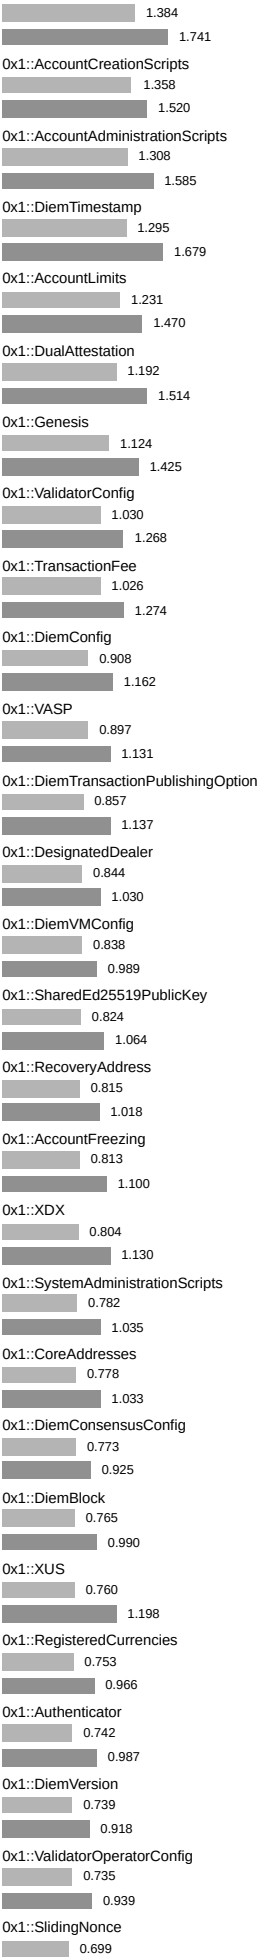 1.384
1.741
0x1::AccountCreationScripts
1.358
1.520
0x1::AccountAdministrationScripts
1.308
1.585
0x1::DiemTimestamp
1.295
1.679
0x1::AccountLimits
1.231
1.470
0x1::DualAttestation
1.192
1.514
0x1::Genesis
1.124
1.425
0x1::ValidatorConfig
1.030
1.268
0x1::TransactionFee
1.026
1.274
0x1::DiemConfig
0.908
1.162
0x1::VASP
0.897
1.131
0x1::DiemTransactionPublishingOption
0.857
1.137
0x1::DesignatedDealer
0.844
1.030
0x1::DiemVMConfig
0.838
0.989
0x1::SharedEd25519PublicKey
0.824
1.064
0x1::RecoveryAddress
0.815
1.018
0x1::AccountFreezing
0.813
1.100
0x1::XDX
0.804
1.130
0x1::SystemAdministrationScripts
0.782
1.035
0x1::CoreAddresses
0.778
1.033
0x1::DiemConsensusConfig
0.773
0.925
0x1::DiemBlock
0.765
0.990
0x1::XUS
0.760
1.198
0x1::RegisteredCurrencies
0.753
0.966
0x1::Authenticator
0.742
0.987
0x1::DiemVersion
0.739
0.918
0x1::ValidatorOperatorConfig
0.735
0.939
0x1::SlidingNonce
0.699